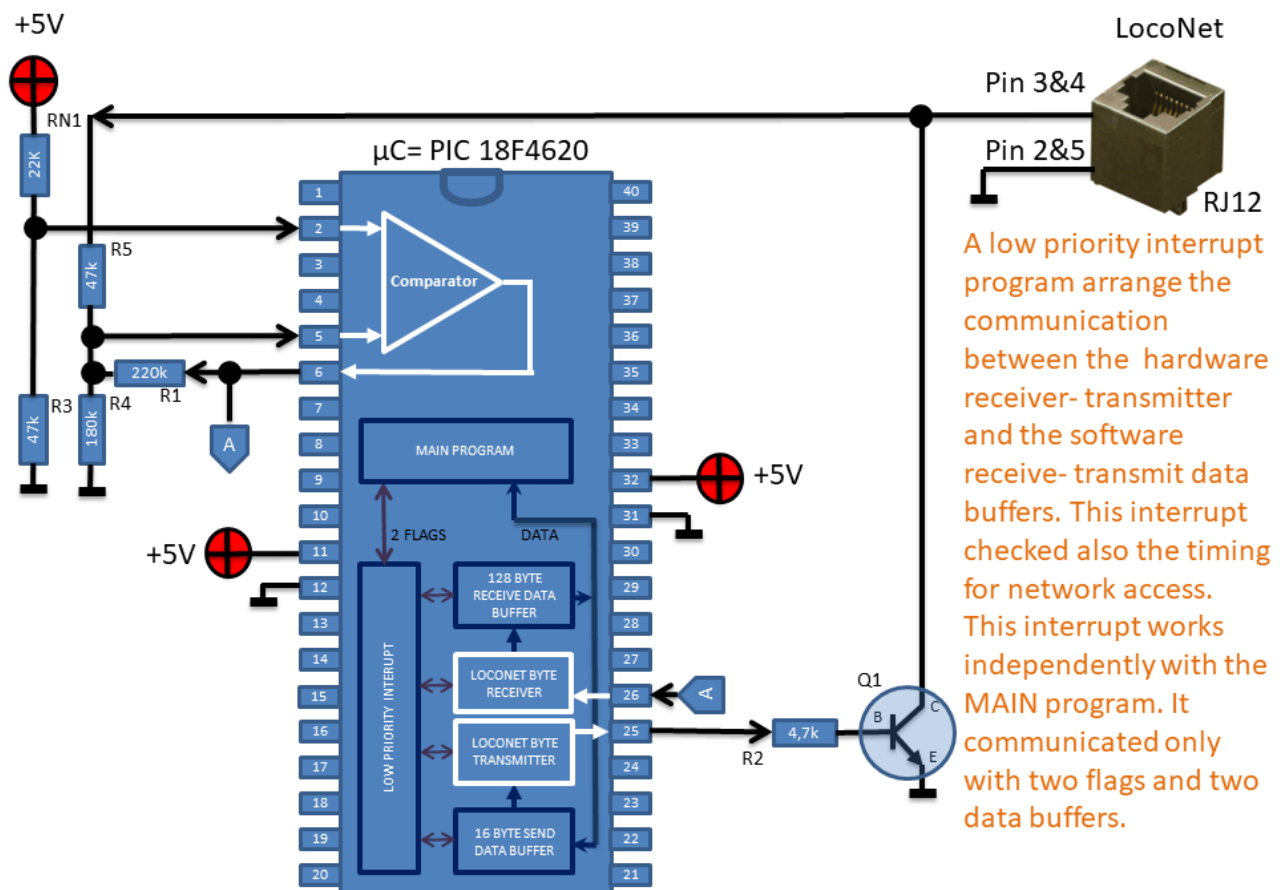 +5V
LocoNet
RN1
Pin 3&4
22K
µC= PIC 18F4620
Pin 2&5
RJ12
1
2
3
4
5
6
7
8
9
10
11
12
13
14
15
16
17
18
19
20
40
39
38
37
36
35
34
33
32
31
30
29
28
27
26
25
24
23
22
21
R5
47k
Comparator
220k
R1
R3
47k
R4
180k
A
MAIN PROGRAM
+5V
+5V
2 FLAGS
DATA
LOW PRIORITY INTERUPT
128 BYTE
RECEIVE DATA
BUFFER
LOCONET BYTE
RECEIVER
LOCONET BYTE
TRANSMITTER
16 BYTE SEND
DATA BUFFER
A
R2
4,7k
Q1
B
C
E
A low priority interrupt
program arrange the
communication
between the hardware
receiver- transmitter
and the software
receive- transmit data
buffers. This interrupt
checked also the timing
for network access.
This interrupt works
independently with the
MAIN program. It
communicated only
with two flags and two
data buffers.